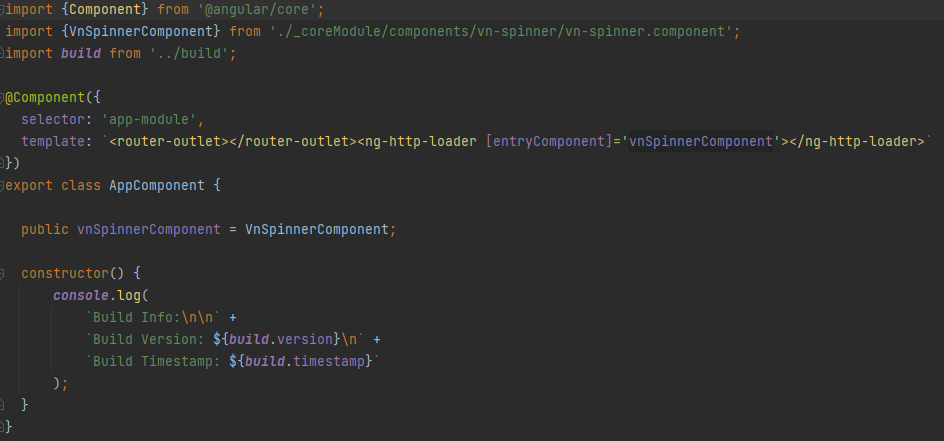 import {Component} from '@angular/core';
import {VnSpinnerComponent} from './_coreModule/components/vn-spinner/vn-spinner.component';
import build from '../build';
@Component({
  selector: 'app-module',
  template: `<router-outlet></router-outlet><ng-http-loader [entryComponent]='vnSpinnerComponent'></ng-http-loader>`
})
export class AppComponent {
  public vnSpinnerComponent = VnSpinnerComponent;
  constructor() {
      console.log(
          `Build Info:\n\n` +
          `Build Version: ${build.version}\n` +
          `Build Timestamp: ${build.timestamp}`
      );
  }
}